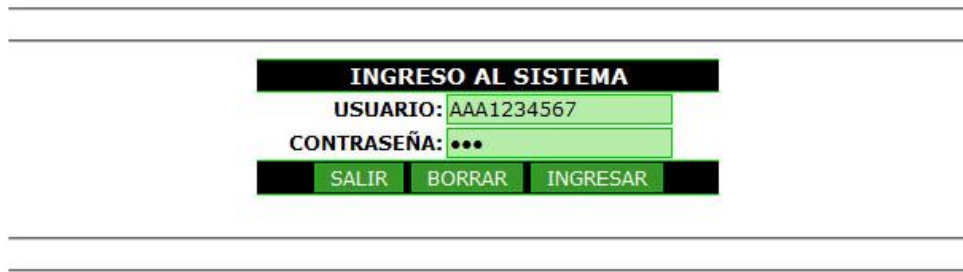 INGRESO AL SISTEMA
USUARIO: AAA1234567
CONTRASEÑA: •••
SALIR BORRAR INGRESAR